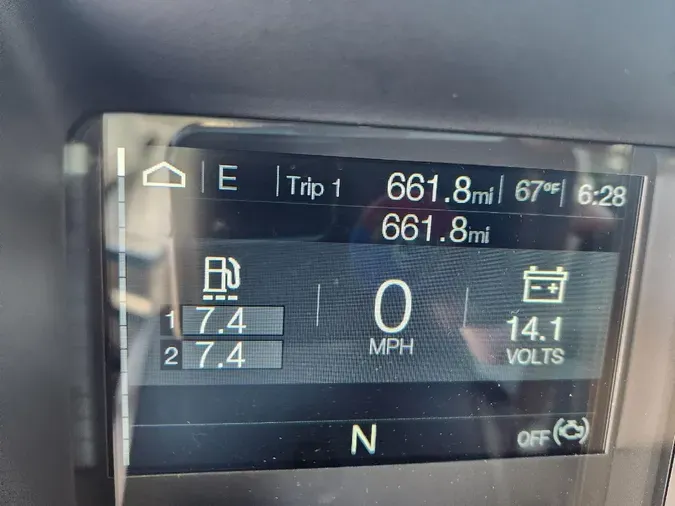 E Trip 1 661.8mi 67°F 6:28
661.8mi
1 7.4
2 7.4
0
MPH
- +
14.1
VOLTS
N OFF